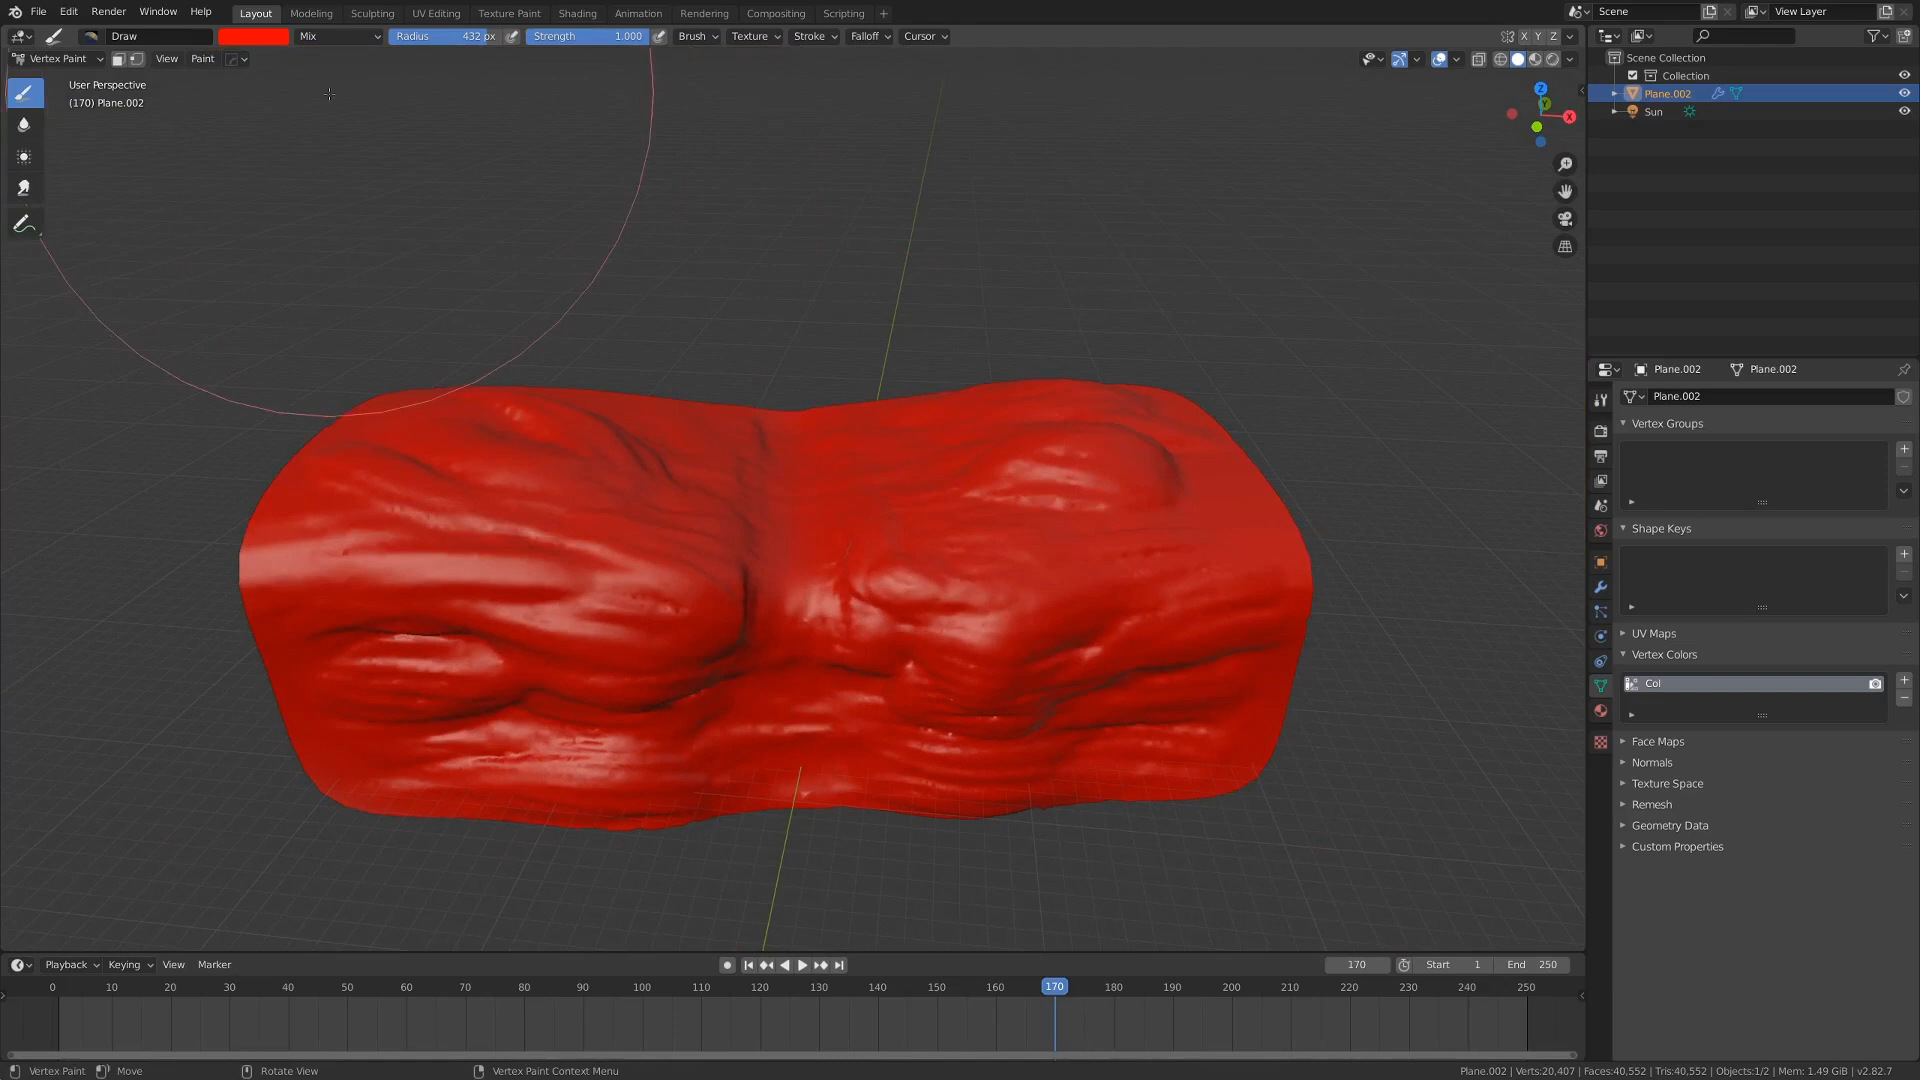 File Edit Render Window Help Layout Modeling Sculpting UV Editing Texture Paint Shading Animation Rendering Compositing Scripting + Scene View Layer
Draw Mix Radius 432 px Strength 1.000 Brush Texture Stroke Falloff Cursor X Y Z
Vertex Paint View Paint
User Perspective
(170) Plane.002
Z
Y
X
Scene Collection
Collection
Plane.002
Sun
Plane.002 Plane.002
Plane.002
Vertex Groups
Shape Keys
UV Maps
Vertex Colors
Col
Face Maps
Normals
Texture Space
Remesh
Geometry Data
Custom Properties
Playback Keying View Marker 170 Start 1 End 250
0 10 20 30 40 50 60 70 80 90 100 110 120 130 140 150 160 170 180 190 200 210 220 230 240 250
Vertex Paint Move Rotate View Vertex Paint Context Menu Plane.002 | Verts:20,407 | Faces:40,552 | Tris:40,552 | Objects:1/2 | Mem: 1.49 GiB | v2.82.7